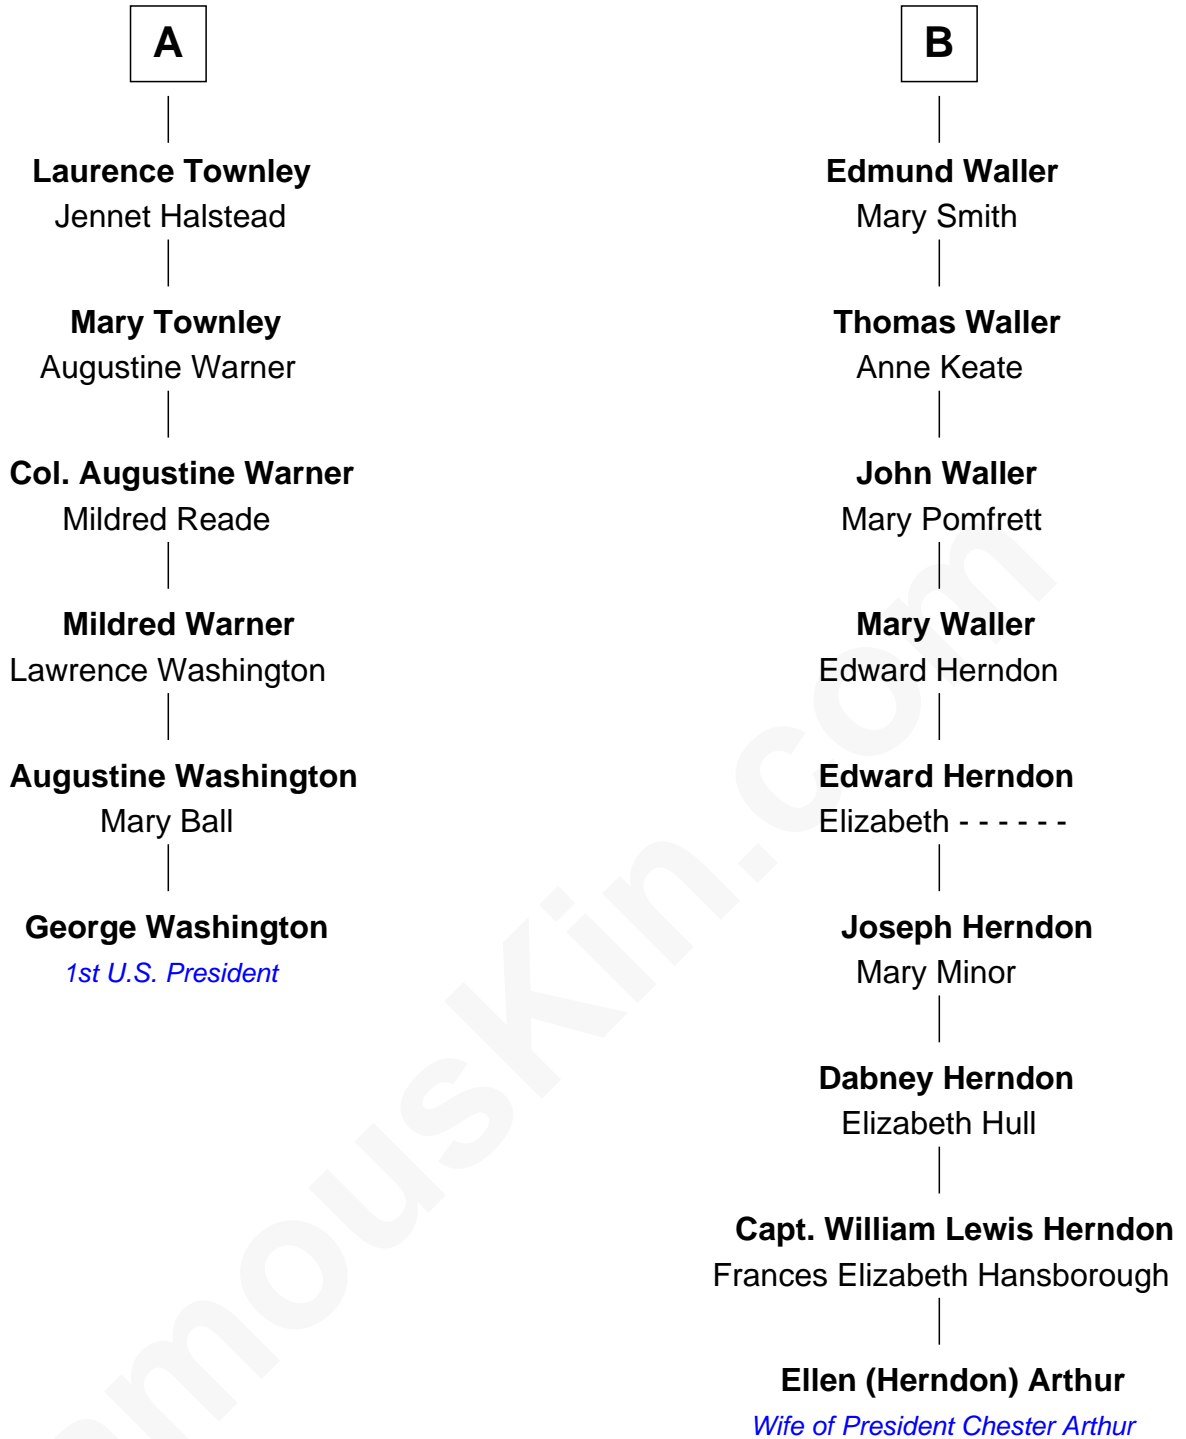 A
Laurence Townley
Jennet Halstead
Mary Townley
Augustine Warner
Col. Augustine Warner
Mildred Reade
Mildred Warner
Lawrence Washington
Augustine Washington
Mary Ball
George Washington
1st U.S. President
B
Edmund Waller
Mary Smith
Thomas Waller
Anne Keate
John Waller
Mary Pomfrett
Mary Waller
Edward Herndon
Edward Herndon
Elizabeth - - - - - -
Joseph Herndon
Mary Minor
Dabney Herndon
Elizabeth Hull
Capt. William Lewis Herndon
Frances Elizabeth Hansborough
Ellen (Herndon) Arthur
Wife of President Chester Arthur
amouskin.com